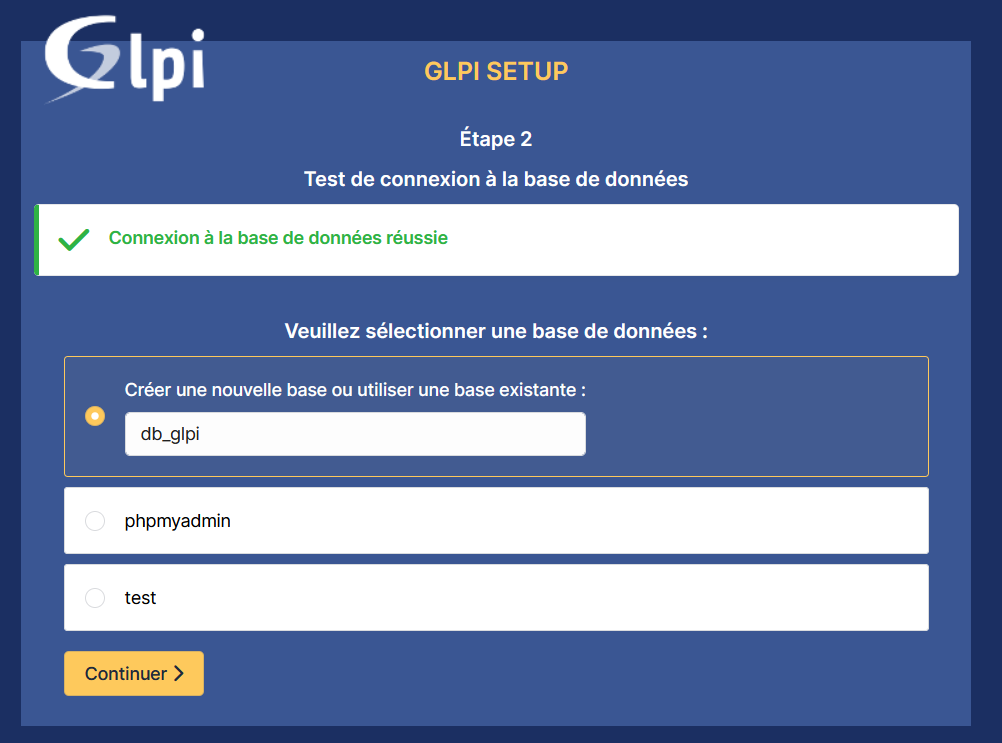 Glpi
GLPI SETUP
Étape 2
Test de connexion à la base de données
Connexion à la base de données réussie
Veuillez sélectionner une base de données :
Créer une nouvelle base ou utiliser une base existante :
db_glpi
phpmyadmin
test
Continuer